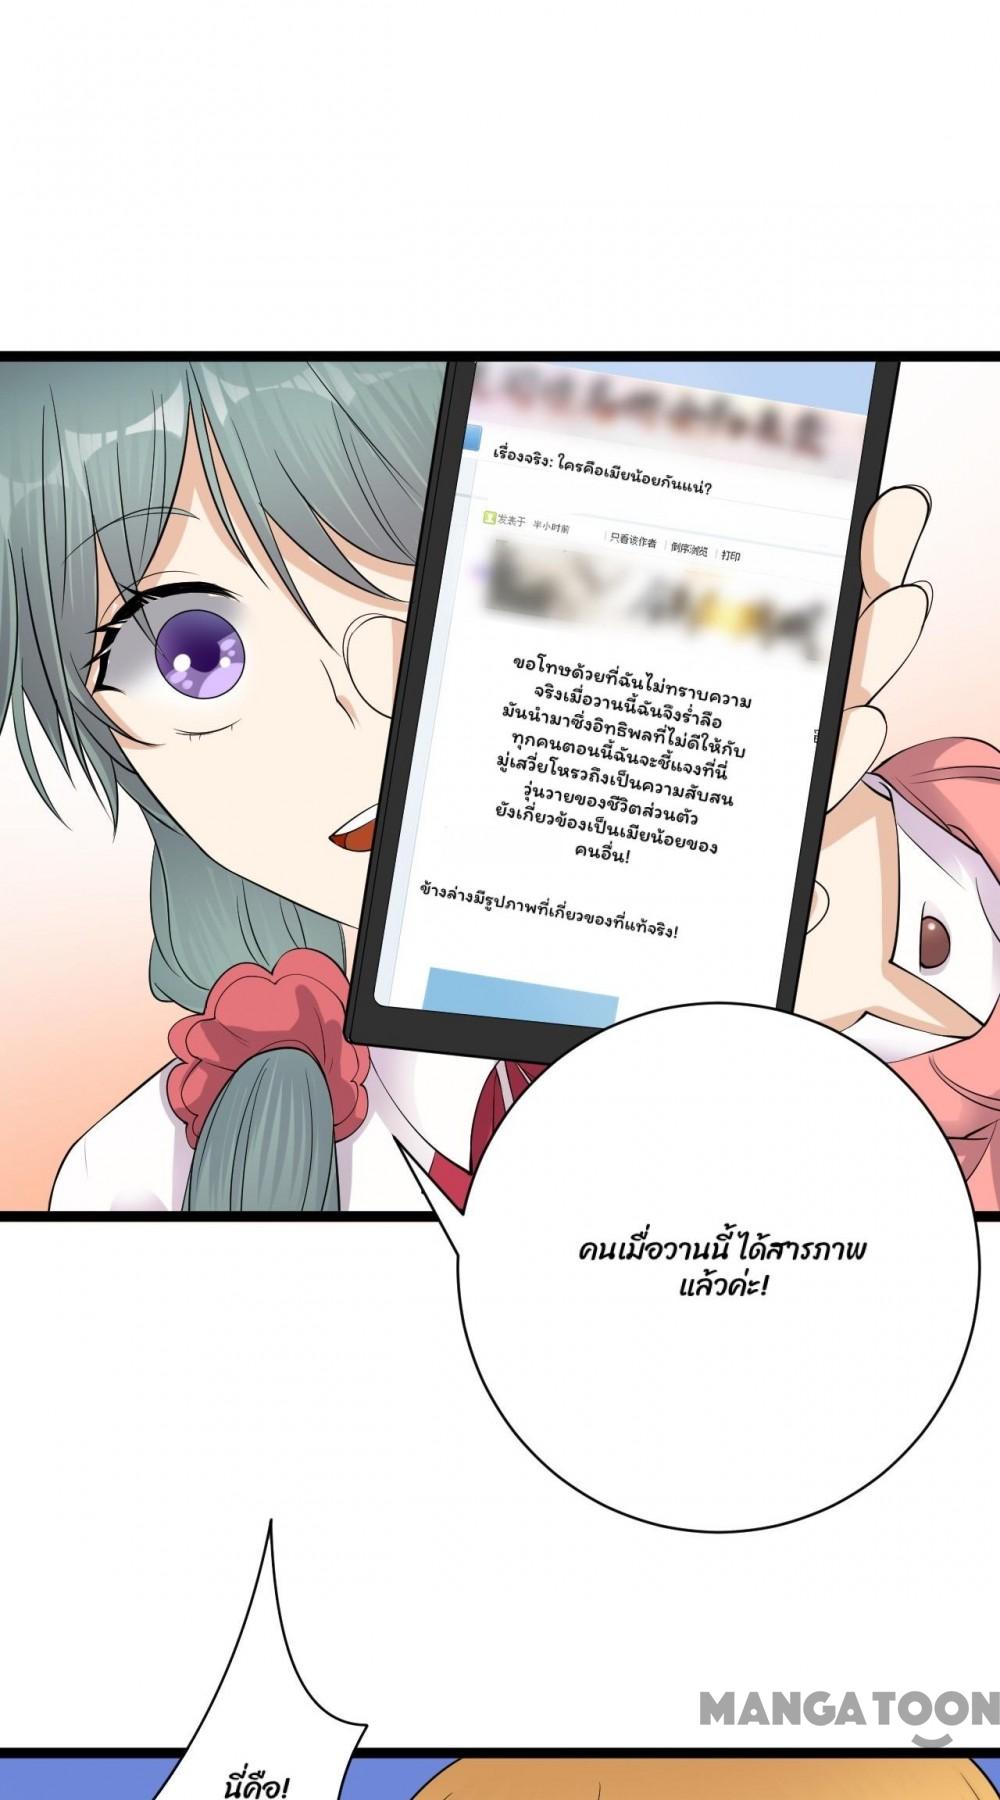 เรื่องจริง: ใครคือเมียน้อยกันแน่?
发表于 半小时前 只看该作者 倒序浏览 打印
ขอโทษด้วยที่ฉันไม่ทราบความ
จริงเมื่อวานนี้ฉันจึงร่ำลือ
มันนำมาซึ่งอิทธิพลที่ไม่ดีให้กับ
ทุกคนตอนนี้ฉันจะชี้แจงที่นี่
มู่เสวี่ยโหรวถึงเป็นความสับสน
วุ่นวายของชีวิตส่วนตัว
ยังเกี่ยวข้องเป็นเมียน้อยของ
คนอื่น!
ข้างล่างมีรูปภาพที่เกี่ยวของที่แท้จริง!
คนเมื่อวานนี้ ได้สารภาพ
แล้วค่ะ!
MANGATOON
นี่คือ!